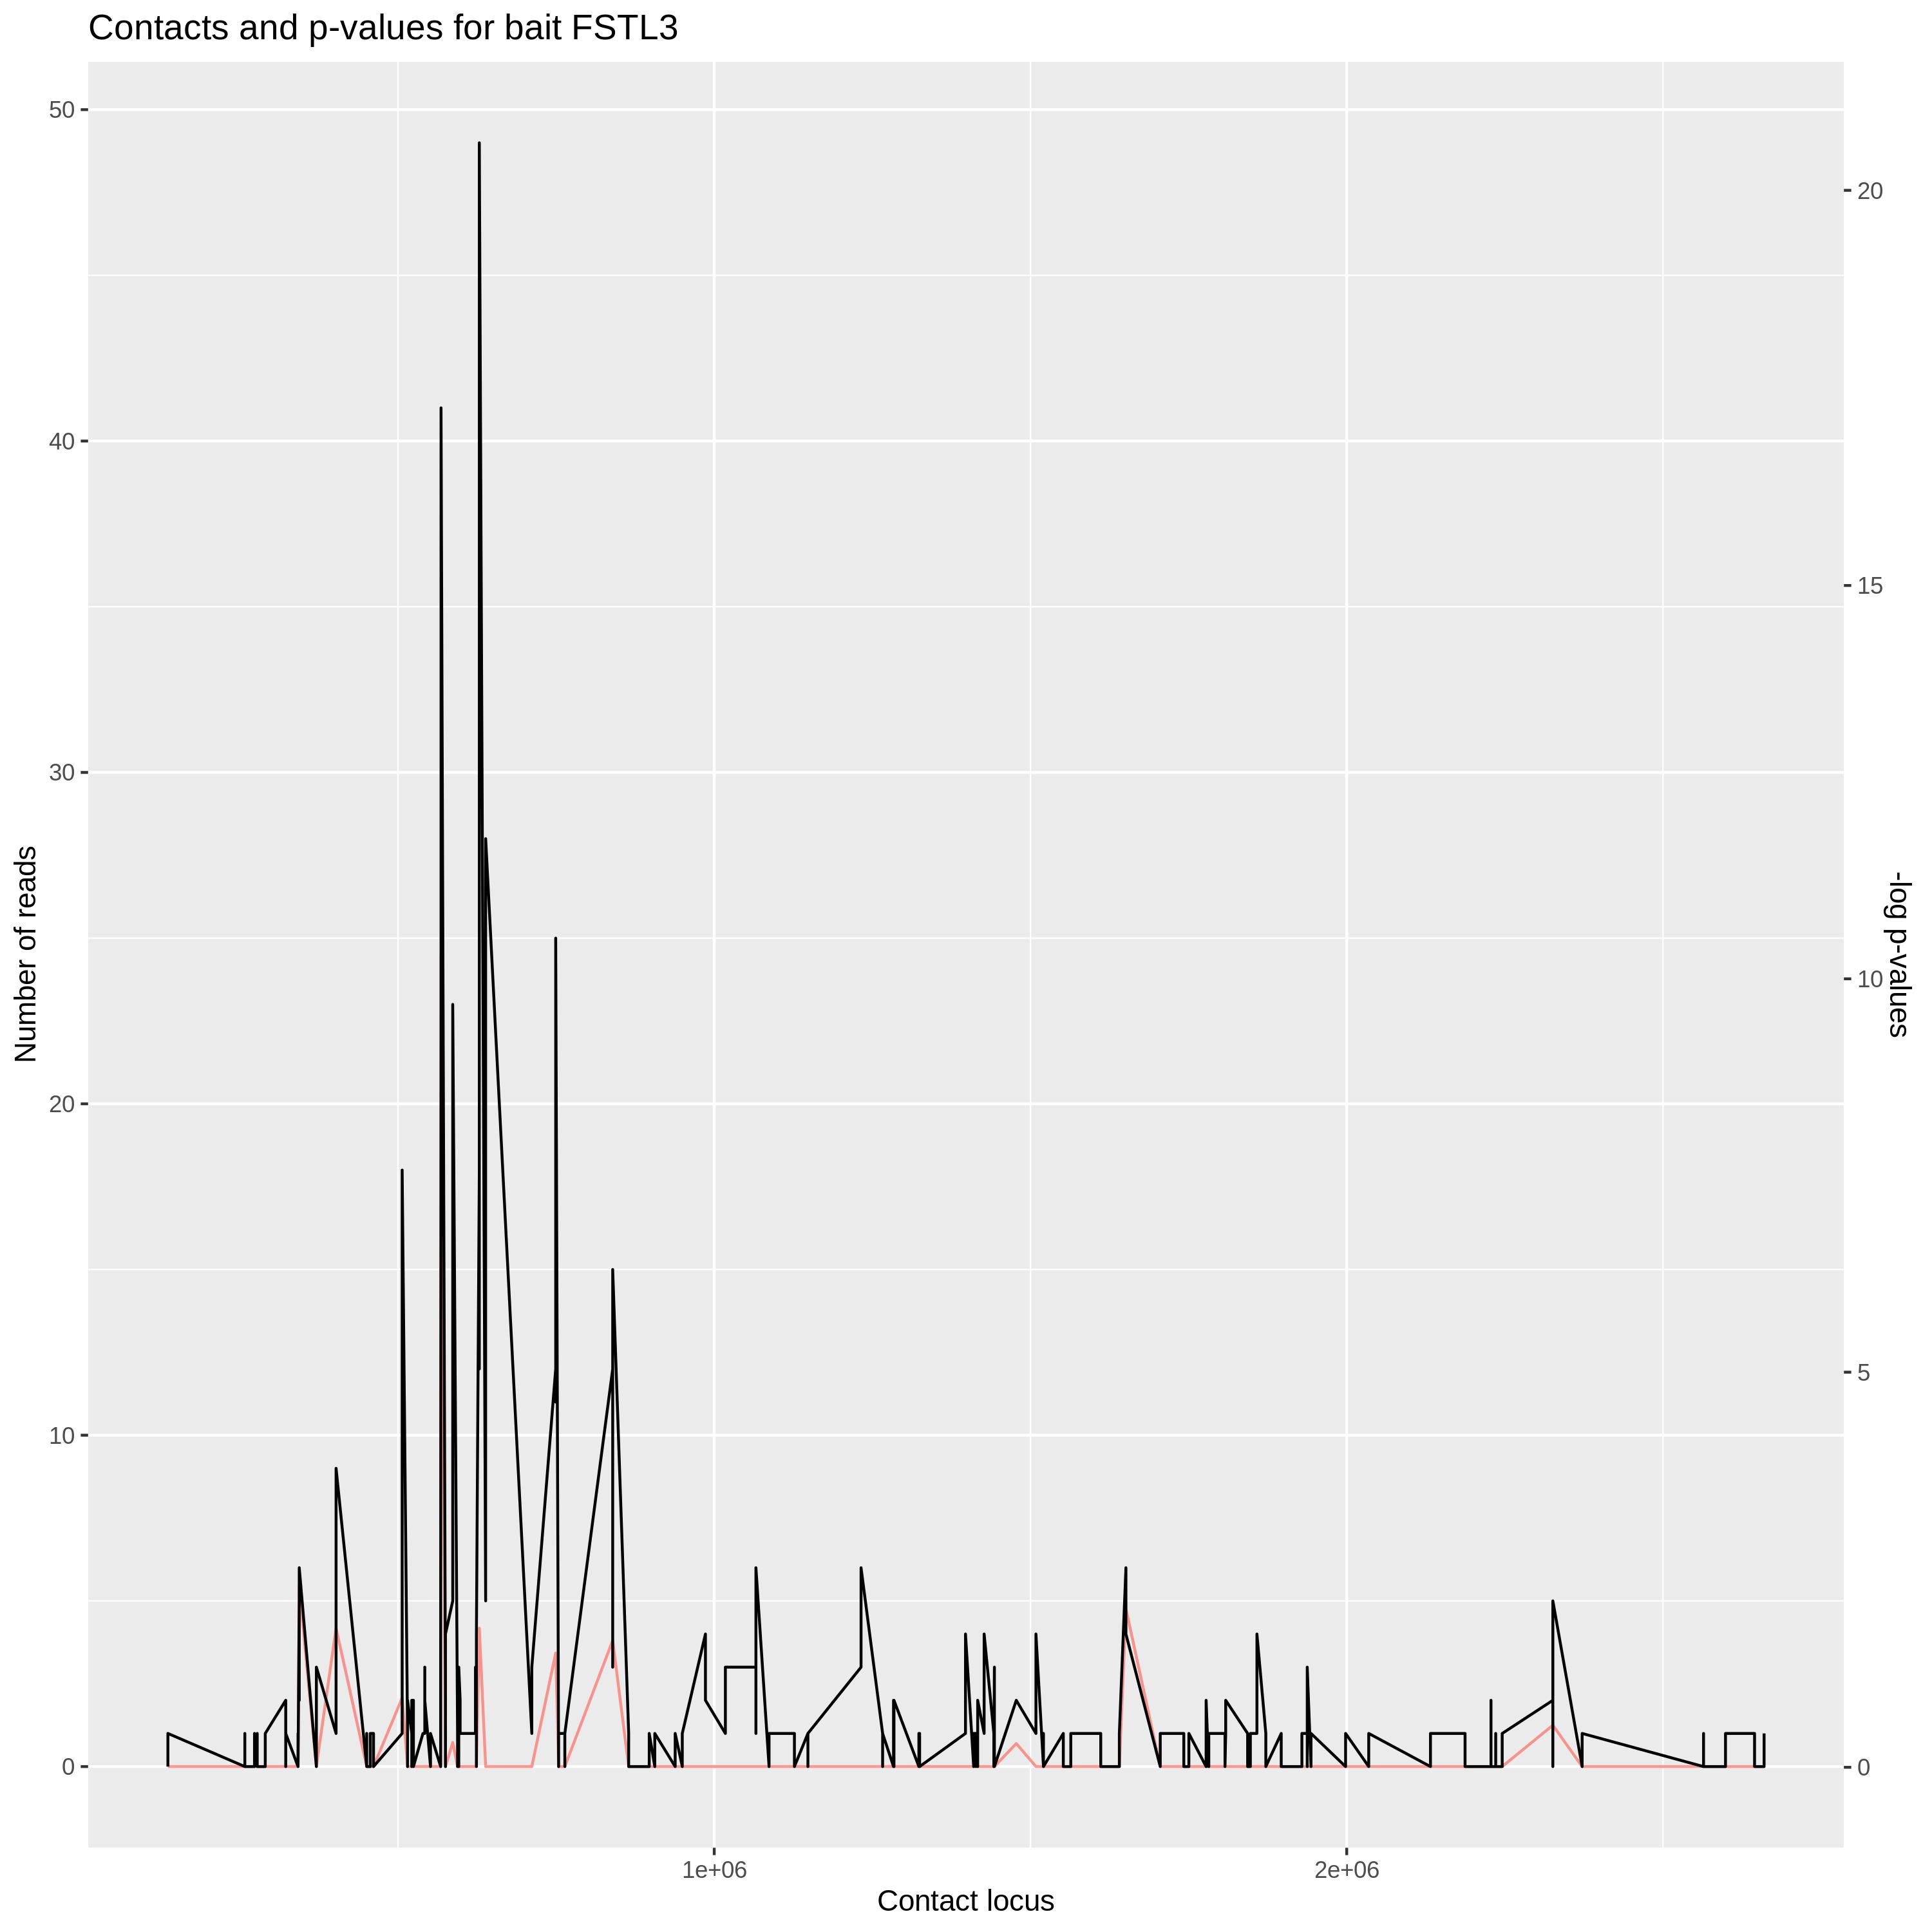 Contacts and p-values for bait FSTL3
50
40
30
20
10
0
Number of reads
20
15
10
5
0
-log p-values
1e+06
2e+06
Contact locus